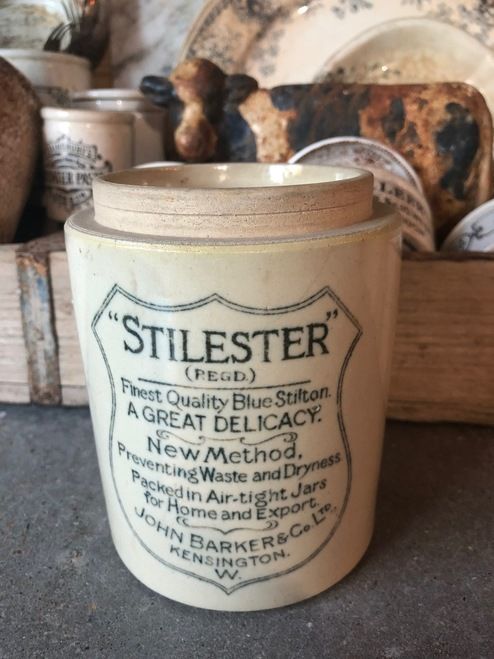 "STILESTER"
(REGD.)
Finest Quality Blue Stilton.
A GREAT DELICACY.
New Method,
Preventing Waste and Dryness
Packed in Air-tight Jars
for Home and Export.
JOHN BARKER & Co. LTD.
KENSINGTON.
W.